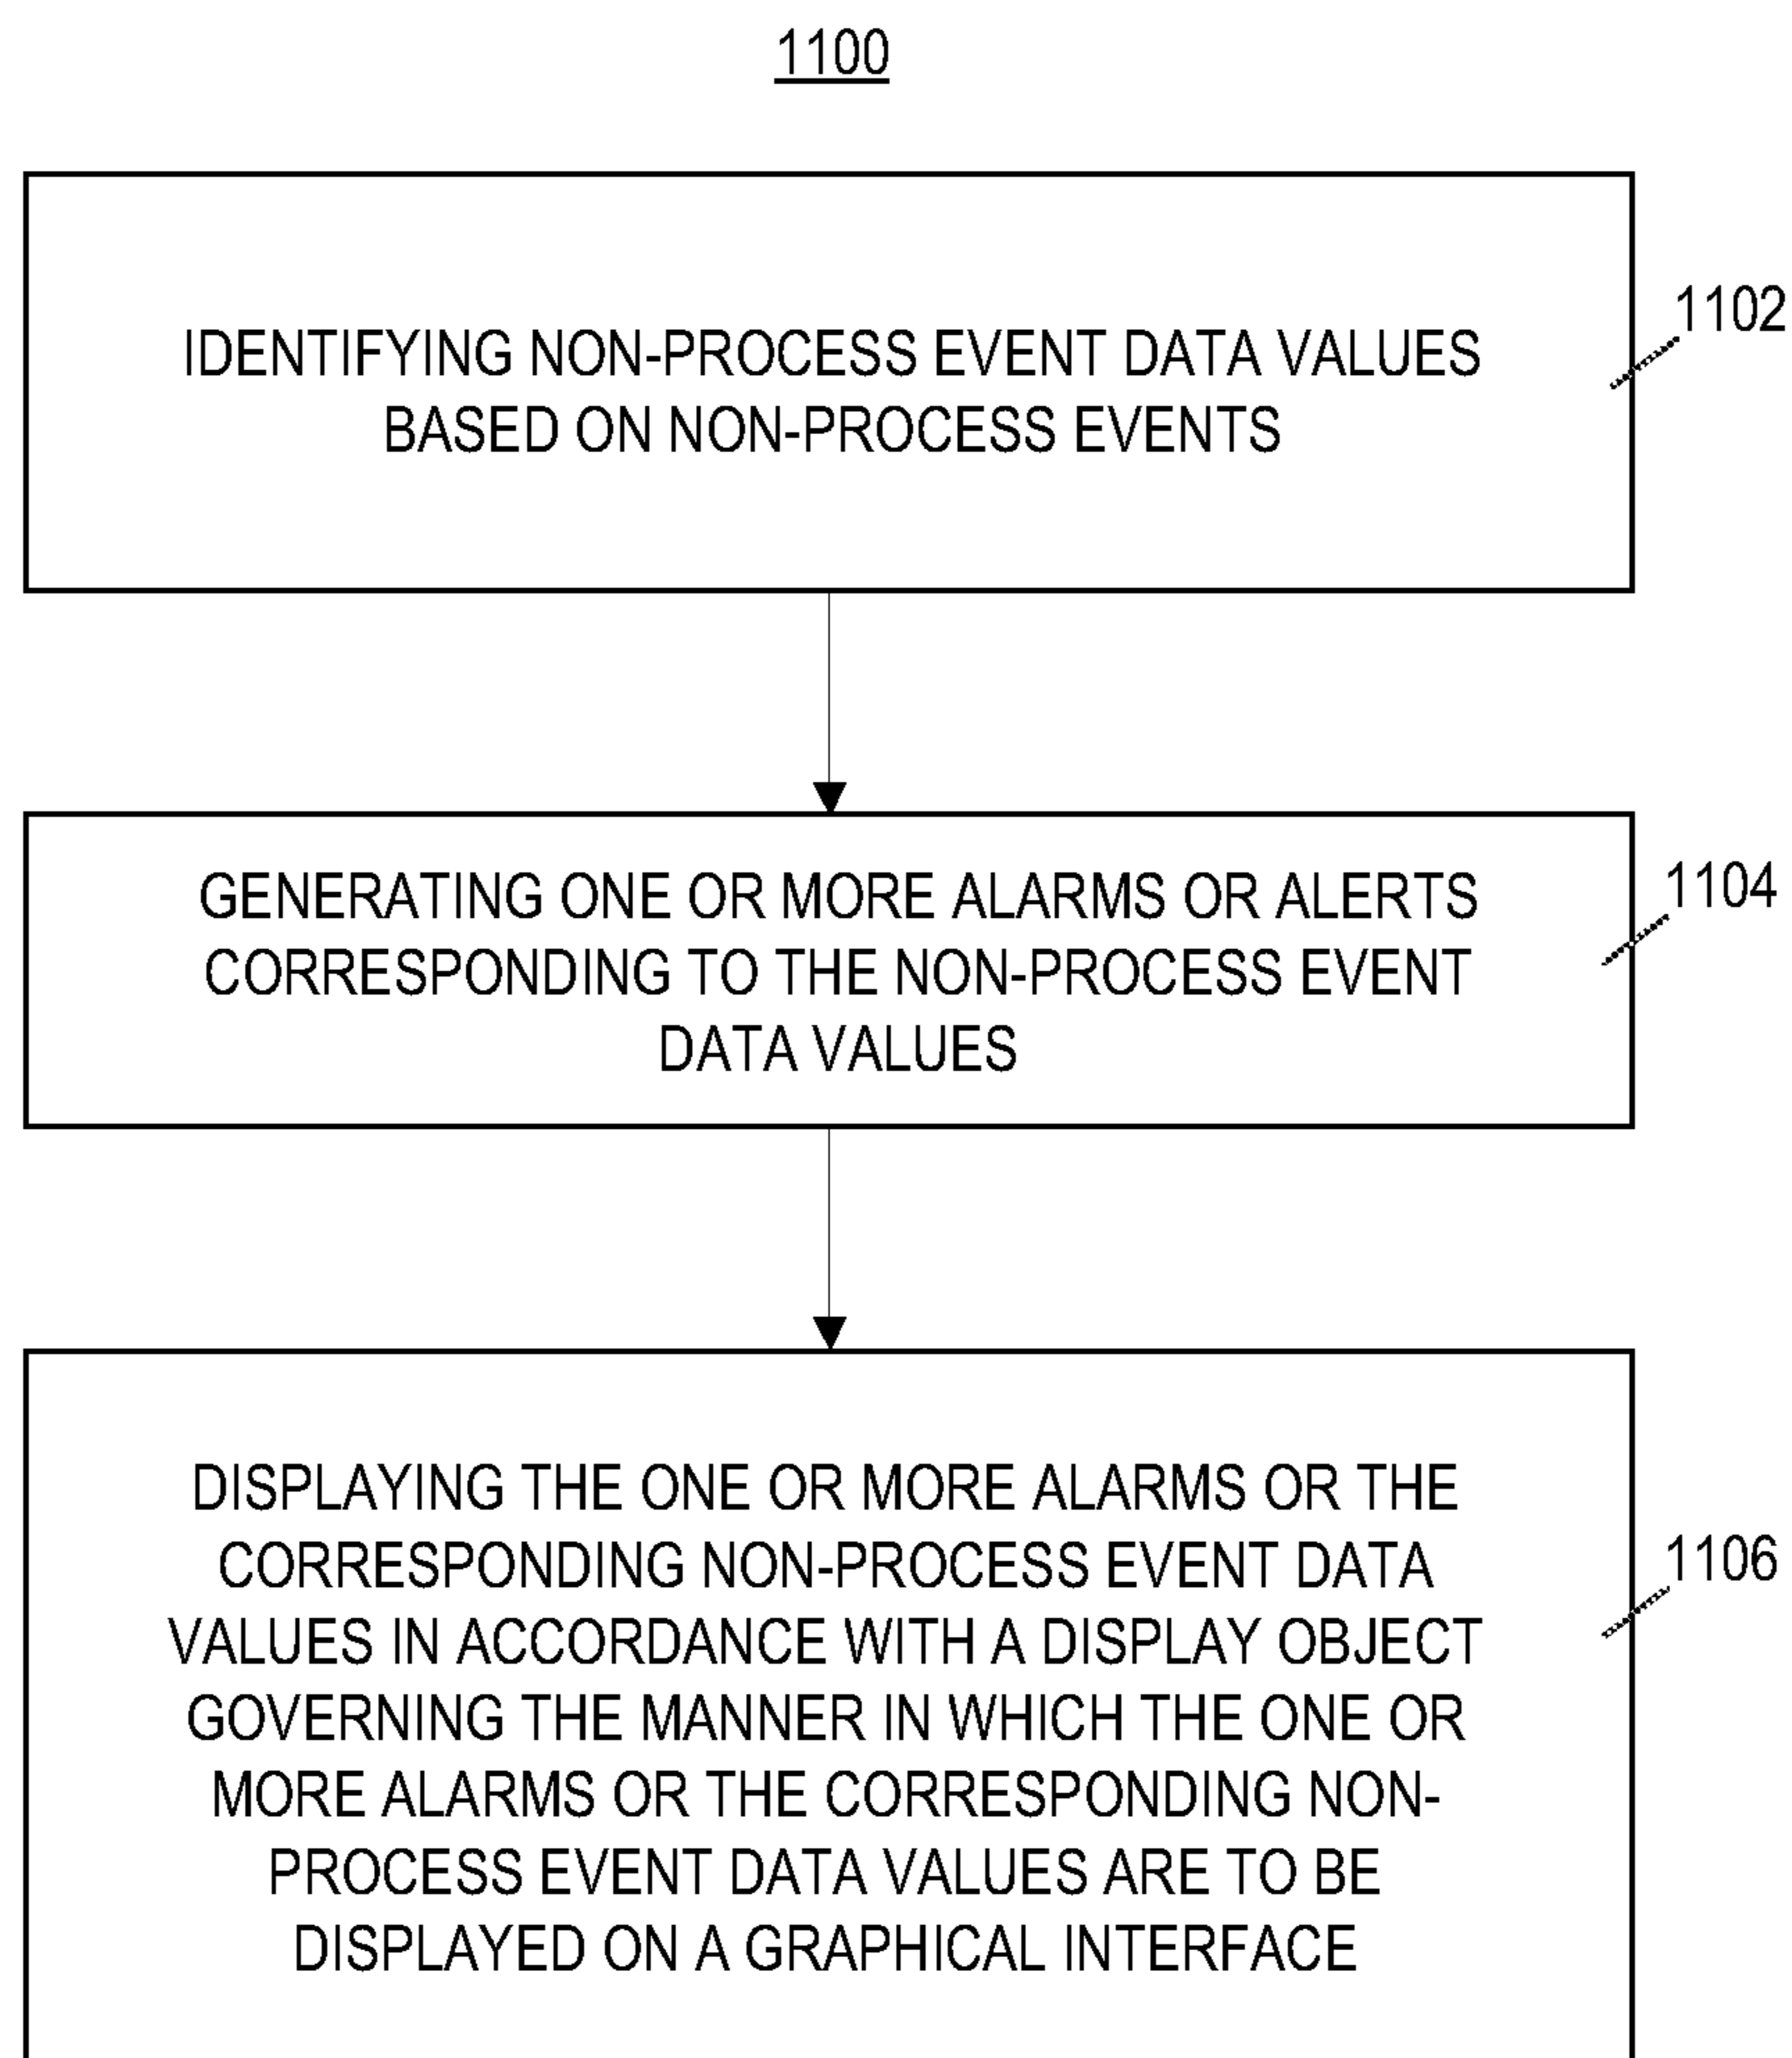 1100
IDENTIFYING NON-PROCESS EVENT DATA VALUES
BASED ON NON-PROCESS EVENTS
1102
GENERATING ONE OR MORE ALARMS OR ALERTS
CORRESPONDING TO THE NON-PROCESS EVENT
DATA VALUES
1104
DISPLAYING THE ONE OR MORE ALARMS OR THE
CORRESPONDING NON-PROCESS EVENT DATA
VALUES IN ACCORDANCE WITH A DISPLAY OBJECT
GOVERNING THE MANNER IN WHICH THE ONE OR
MORE ALARMS OR THE CORRESPONDING NON-
PROCESS EVENT DATA VALUES ARE TO BE
DISPLAYED ON A GRAPHICAL INTERFACE
1106